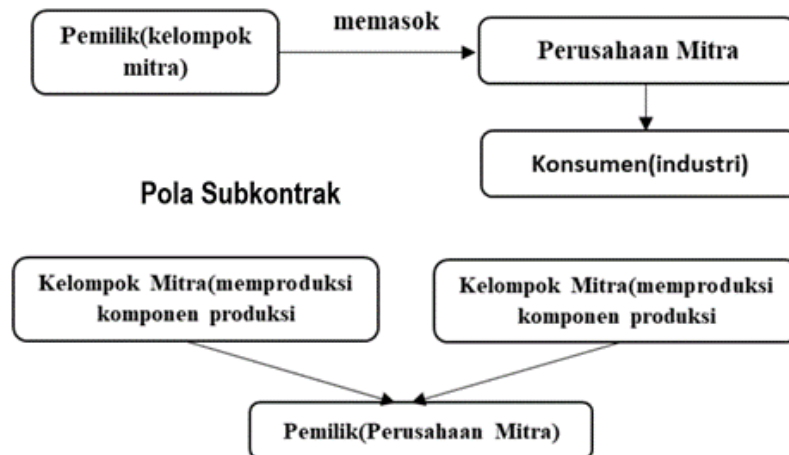 Pemilik(kelompok
mitra)
memasok
Perusahaan Mitra
Konsumen(industri)
Pola Subkontrak
Kelompok Mitra(memproduksi
komponen produksi
Kelompok Mitra(memproduksi
komponen produksi
Pemilik(Perusahaan Mitra)